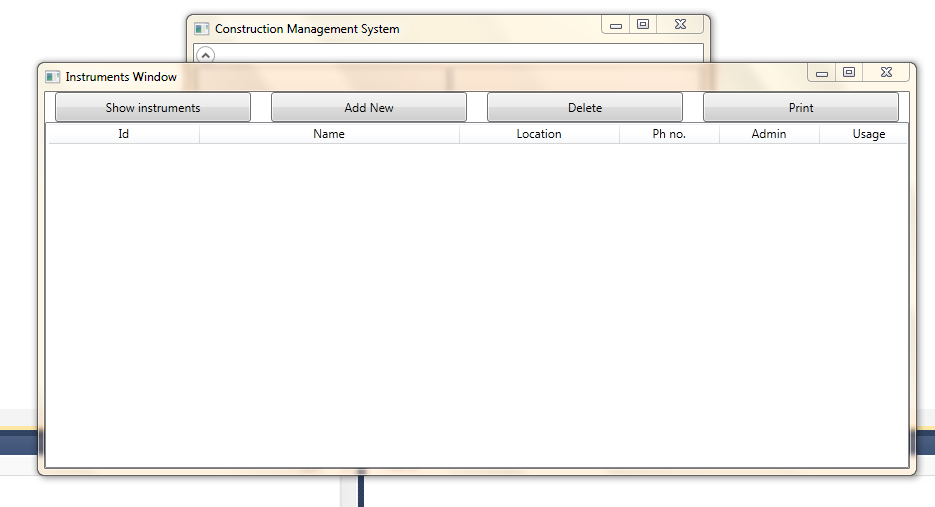 Construction Management System
Instruments Window
Show instruments Add New Delete Print
Id Name Location Ph no. Admin Usage